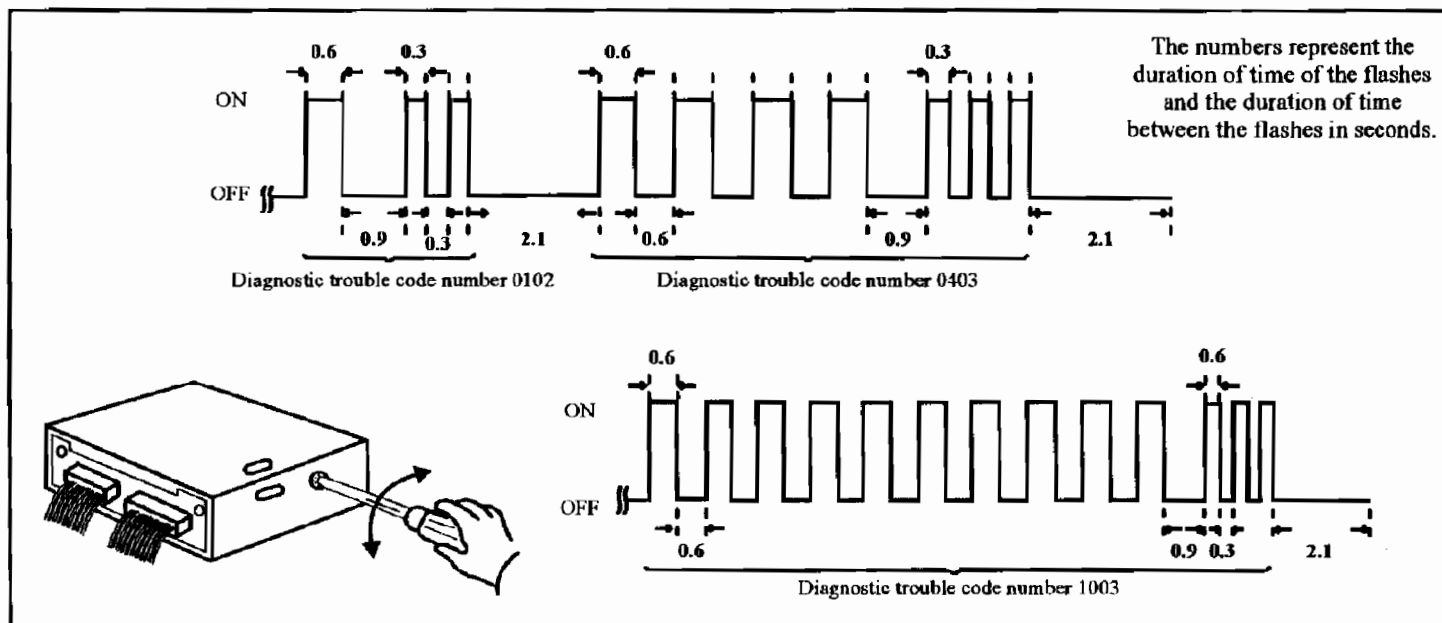 0.6 0.3 0.6 0.3
The numbers represent the
duration of time of the flashes
and the duration of time
between the flashes in seconds.
ON
OFF
0.9 0.3 2.1 0.6 0.9 2.1
Diagnostic trouble code number 0102
Diagnostic trouble code number 0403
0.6 0.6
ON
OFF
0.6 0.9 0.3 2.1
Diagnostic trouble code number 1003